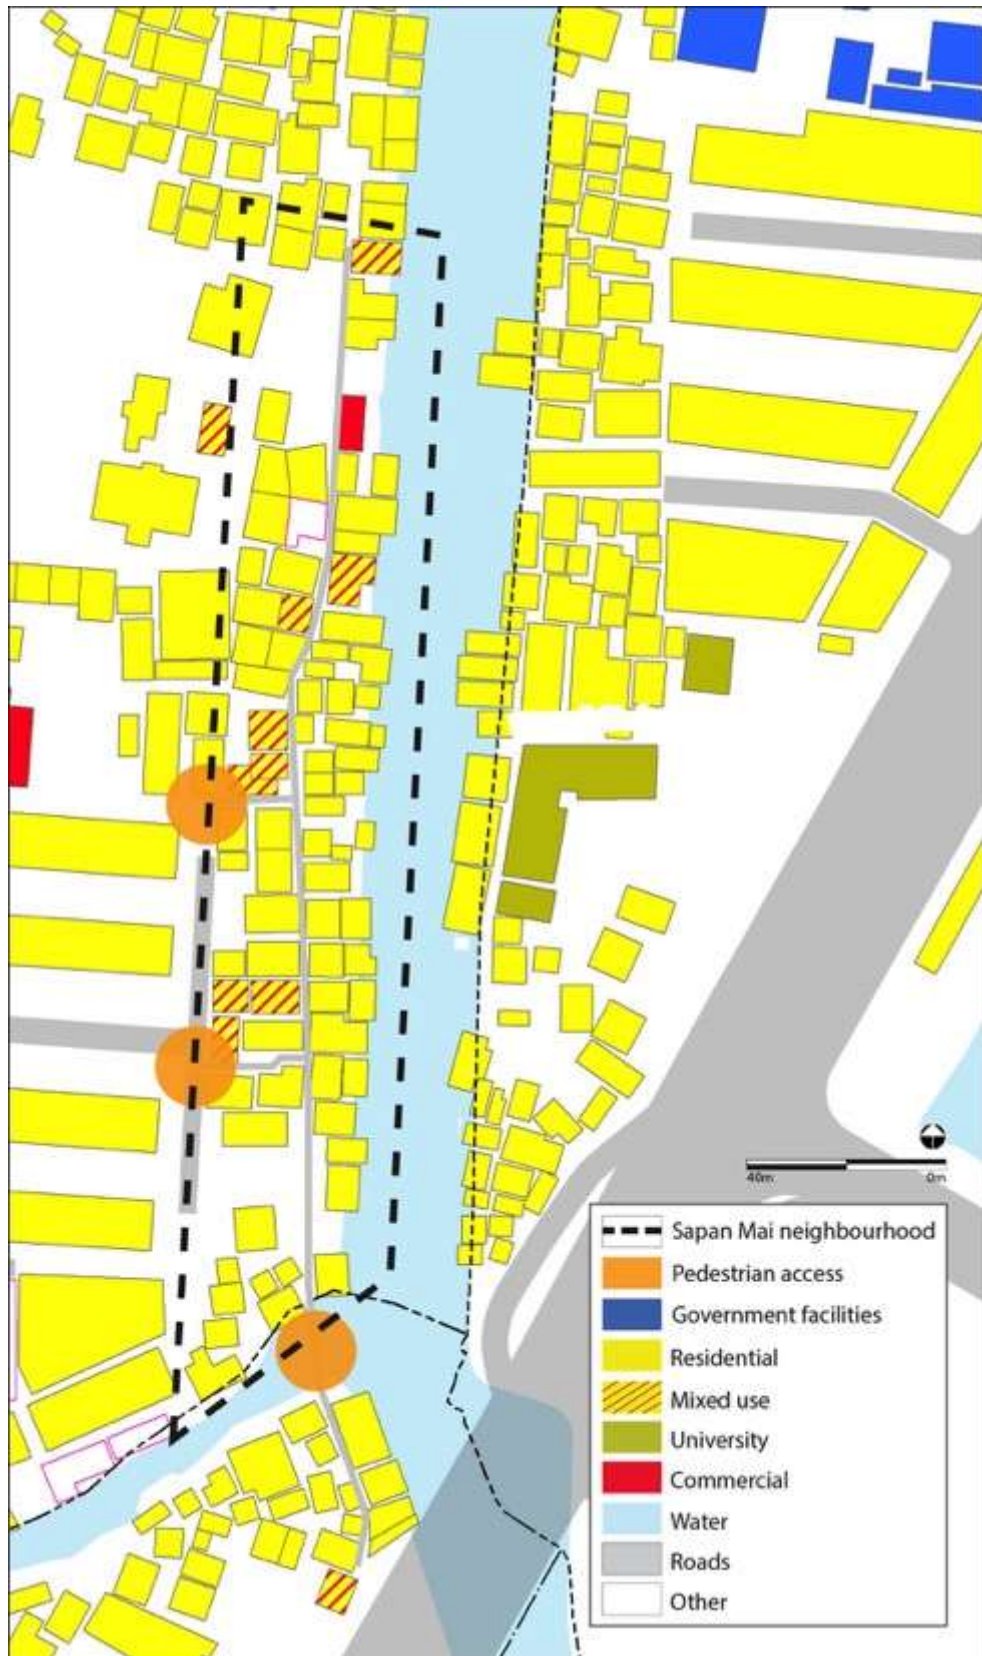 40m 0m
Sapan Mai neighbourhood
Pedestrian access
Government facilities
Residential
Mixed use
University
Commercial
Water
Roads
Other